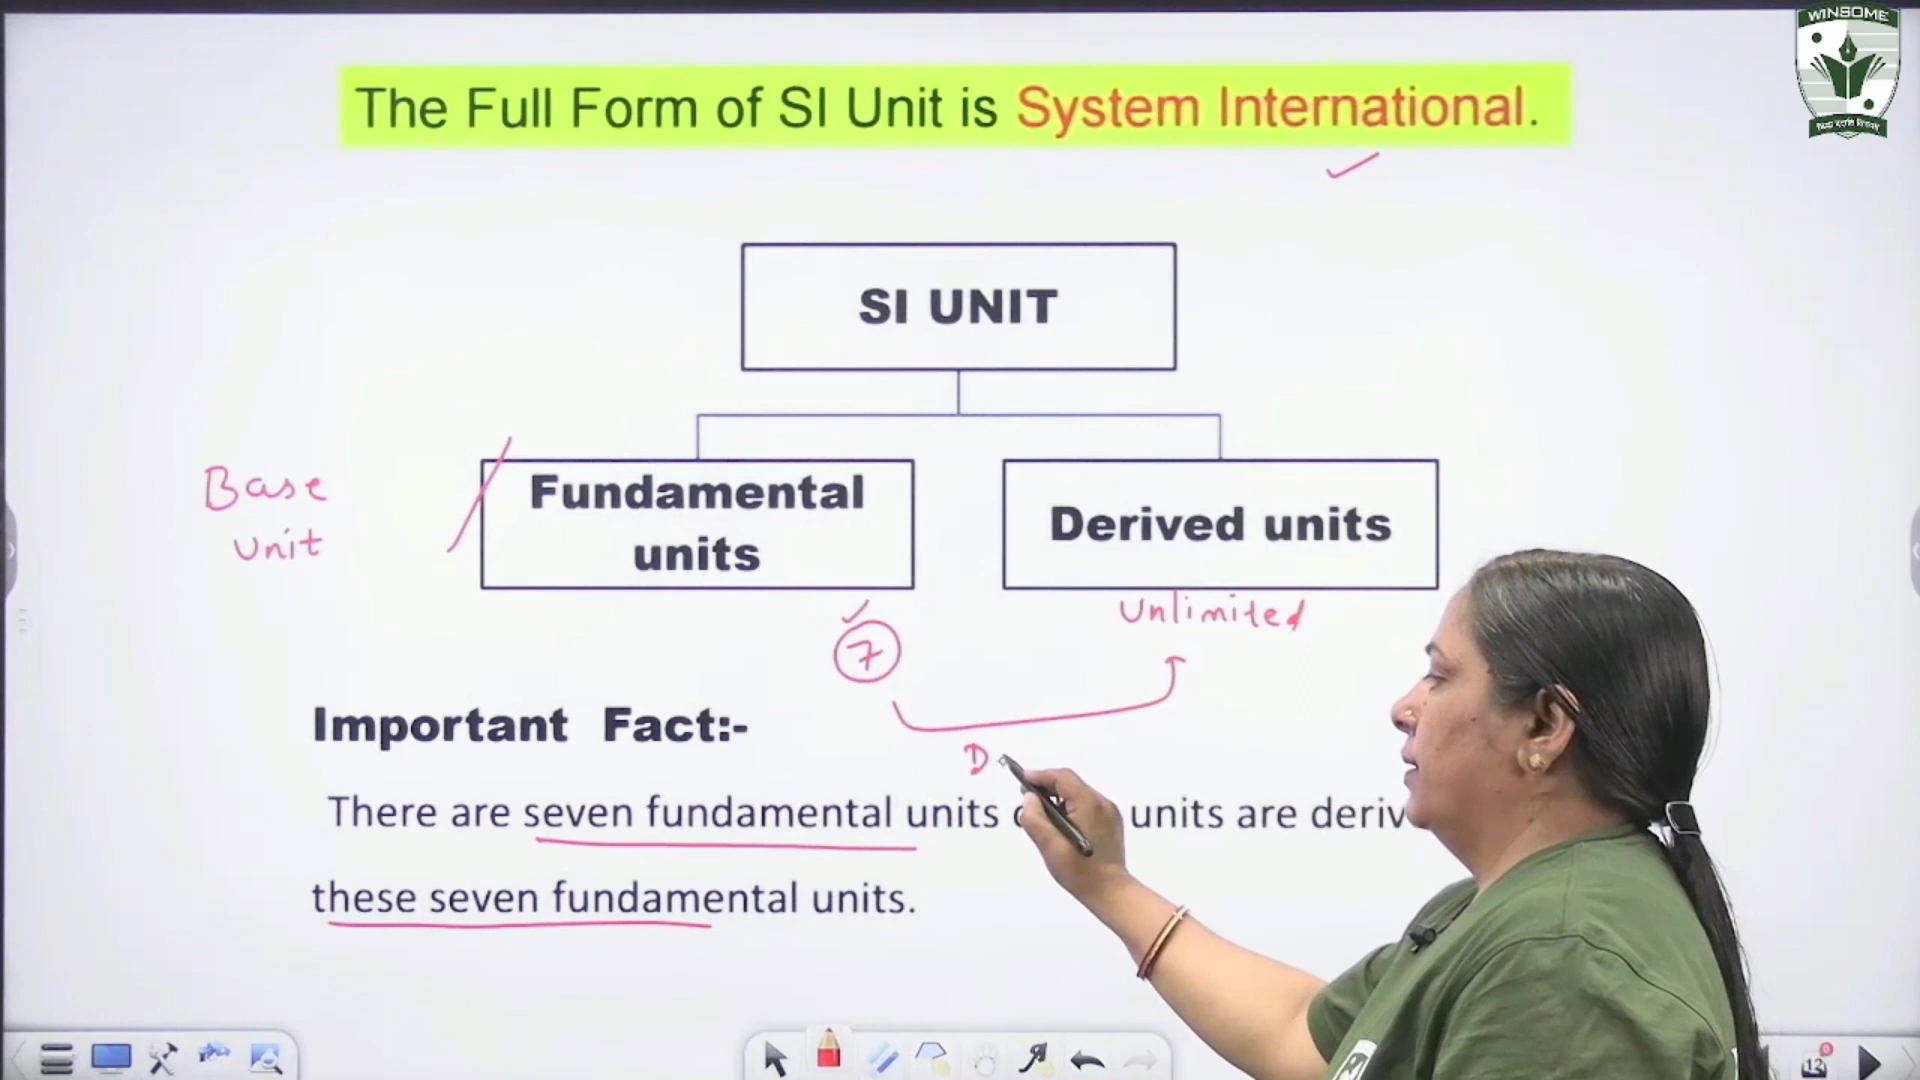 WINSOME
The Full Form of SI Unit is System International.
SI UNIT
Base
unit
Fundamental
units
Derived units
Unlimited
7
Important Fact:-
D
There are seven fundamental units units are deriv
these seven fundamental units.
12